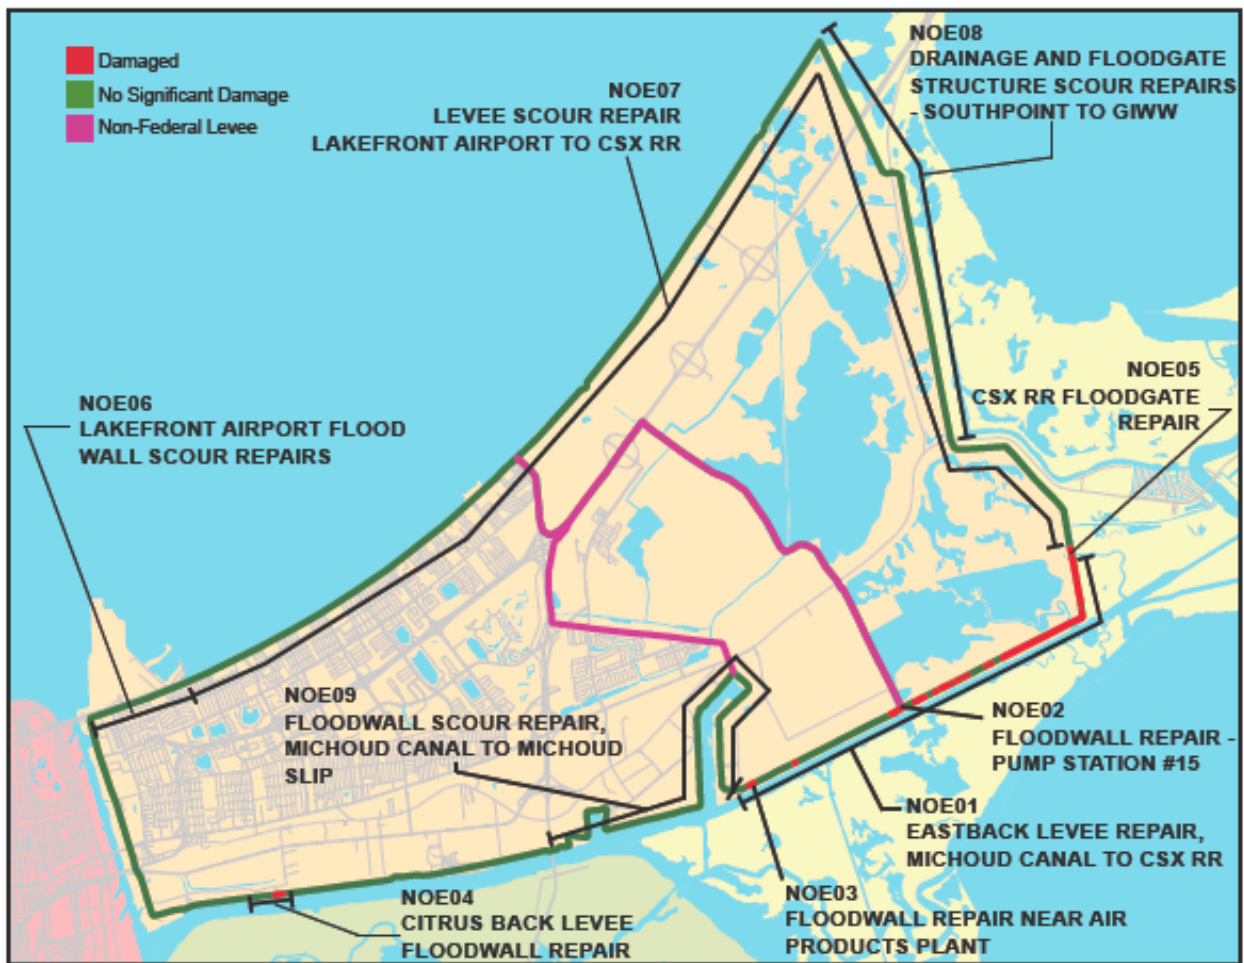 Damaged
No Significant Damage
Non-Federal Levee
NOE07
LEVEE SCOUR REPAIR
LAKEFRONT AIRPORT TO CSX RR
NOE08
DRAINAGE AND FLOODGATE
STRUCTURE SCOUR REPAIRS
- SOUTHPOINT TO GIWW
NOE05
CSX RR FLOODGATE
REPAIR
NOE06
LAKEFRONT AIRPORT FLOOD
WALL SCOUR REPAIRS
NOE09
FLOODWALL SCOUR REPAIR,
MICHOUD CANAL TO MICHOUD
SLIP
NOE02
FLOODWALL REPAIR -
PUMP STATION #15
NOE01
EASTBACK LEVEE REPAIR,
MICHOUD CANAL TO CSX RR
NOE04
CITRUS BACK LEVEE
FLOODWALL REPAIR
NOE03
FLOODWALL REPAIR NEAR AIR
PRODUCTS PLANT